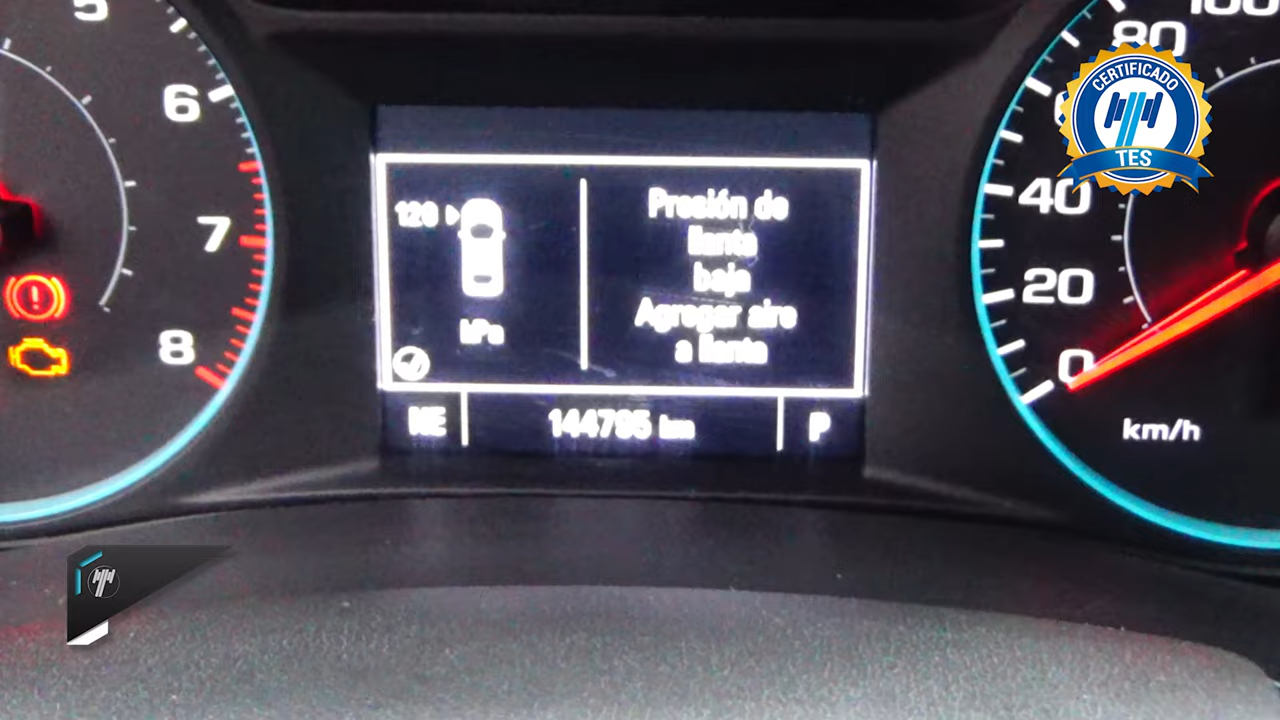 5
6
7
8
120
kPa
Presión de
llanta
baja
Agregar aire
a llanta
NE
144795 km
P
100
80
40
20
0
km/h
CERTIFICADO
TES